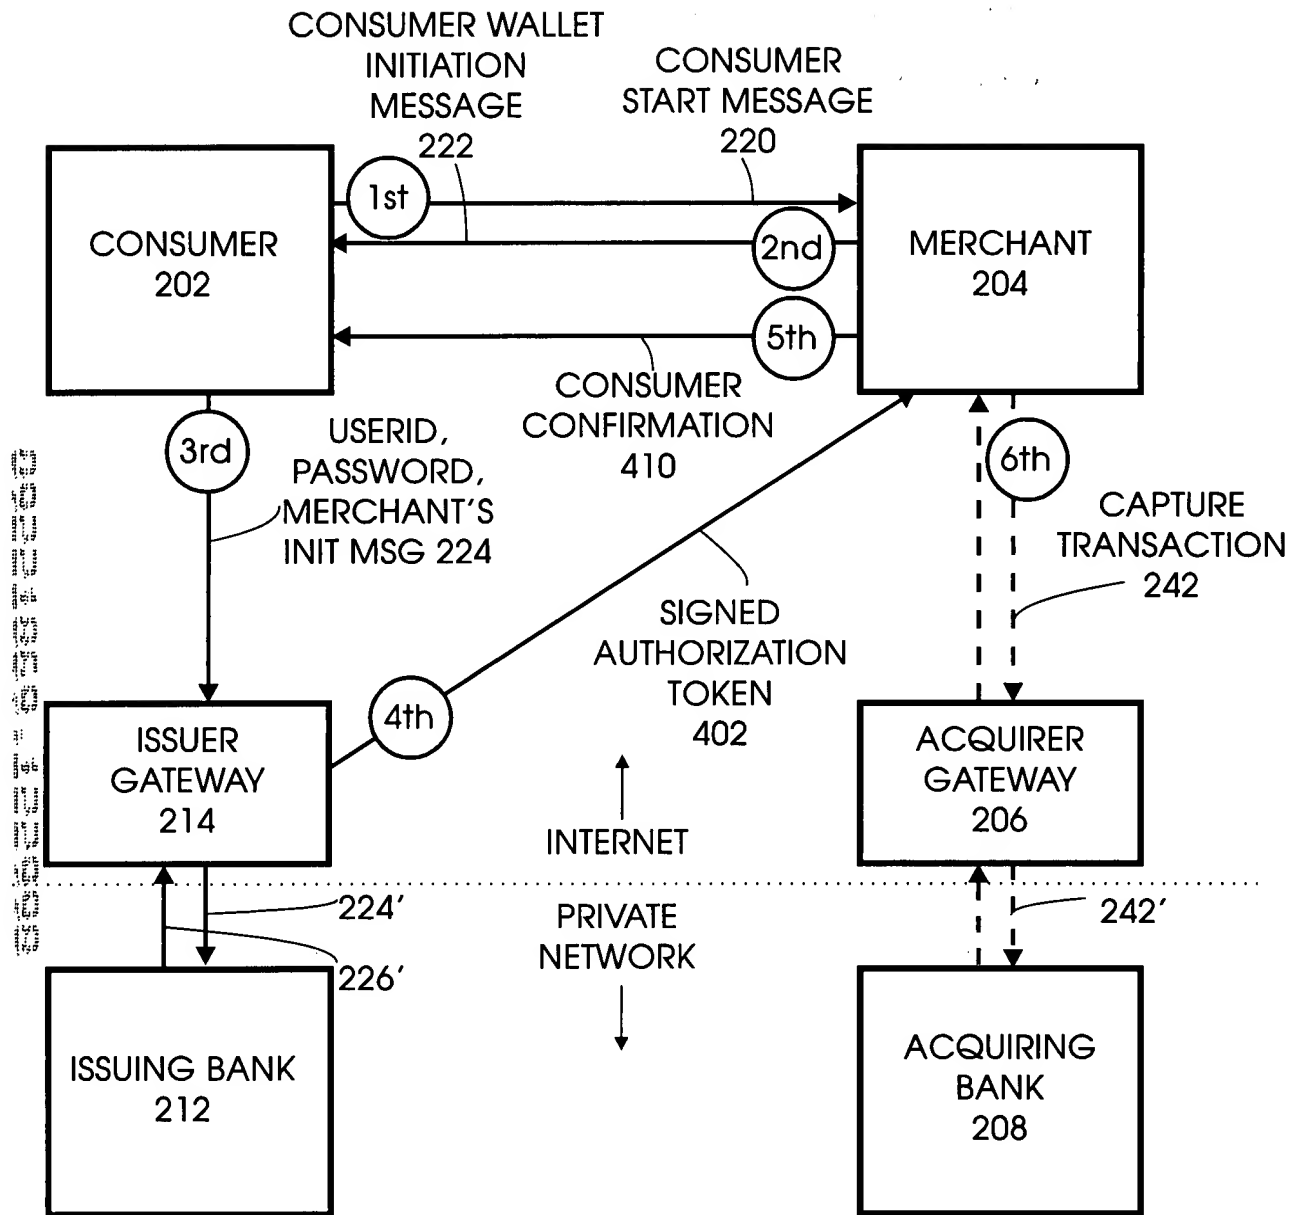 CONSUMER WALLET
INITIATION
MESSAGE
222
CONSUMER
START MESSAGE
220
1st
CONSUMER
202
2nd
MERCHANT
204
5th
CONSUMER
CONFIRMATION
410
3rd
USERID,
PASSWORD,
MERCHANT'S
INIT MSG 224
6th
CAPTURE
TRANSACTION
242
SIGNED
AUTHORIZATION
TOKEN
402
4th
ISSUER
GATEWAY
214
ACQUIRER
GATEWAY
206
INTERNET
224'
226'
PRIVATE
NETWORK
242'
ISSUING BANK
212
ACQUIRING
BANK
208